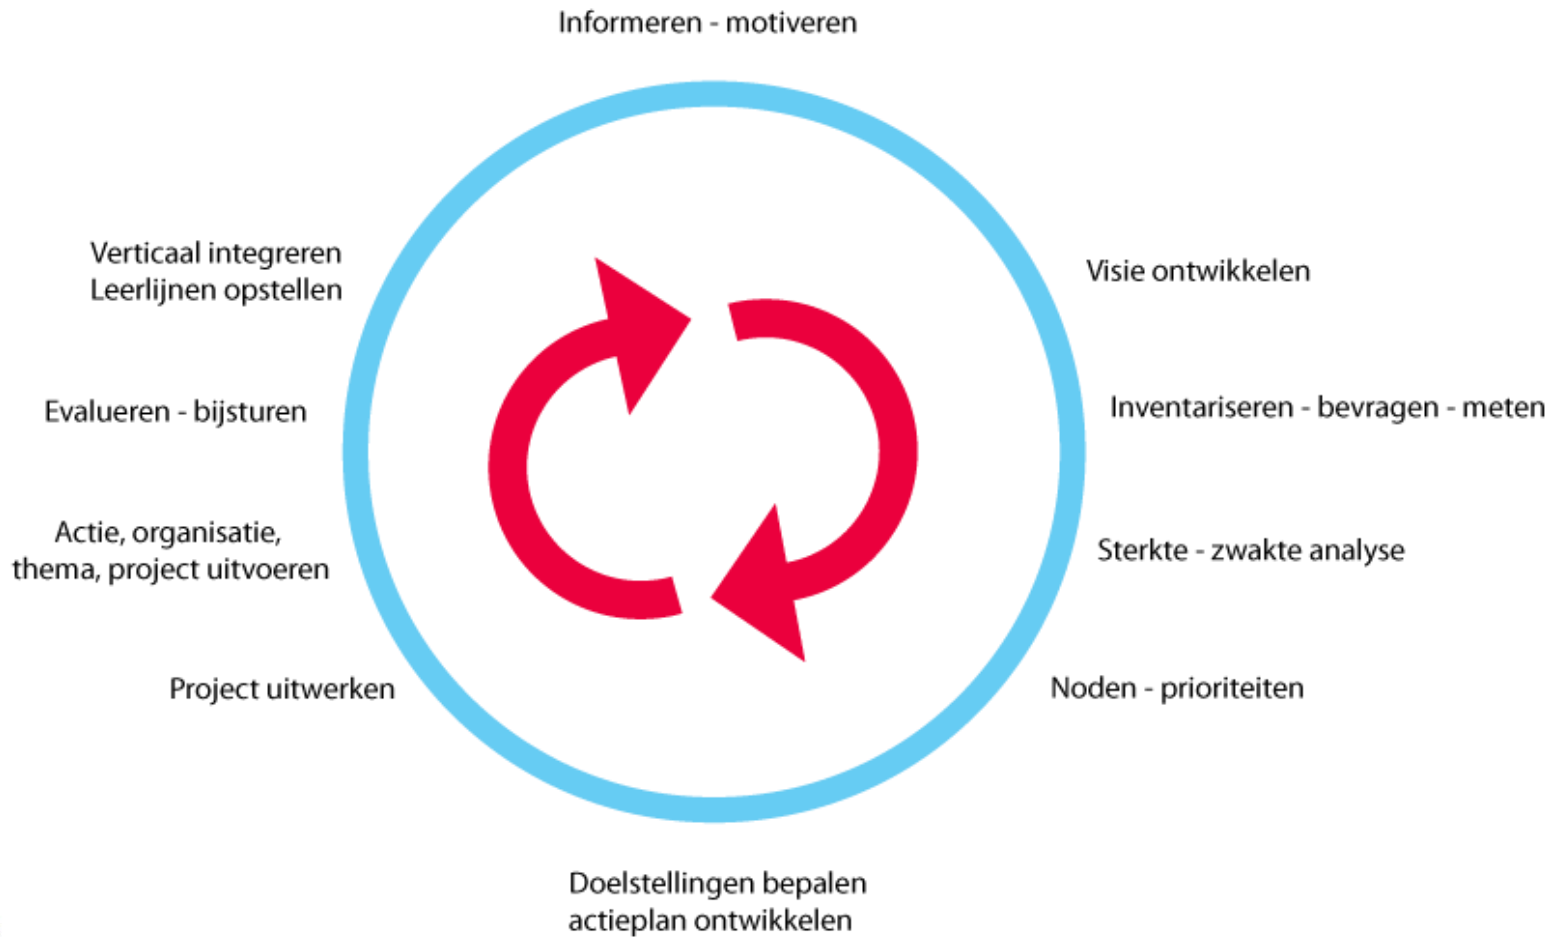 Informeren - motiveren
Visie ontwikkelen
Inventariseren - bevragen - meten
Sterkte - zwakte analyse
Noden - prioriteiten
Doelstellingen bepalen
actieplan ontwikkelen
Project uitwerken
Actie, organisatie,
thema, project uitvoeren
Evalueren - bijsturen
Verticaal integreren
Leerlijnen opstellen